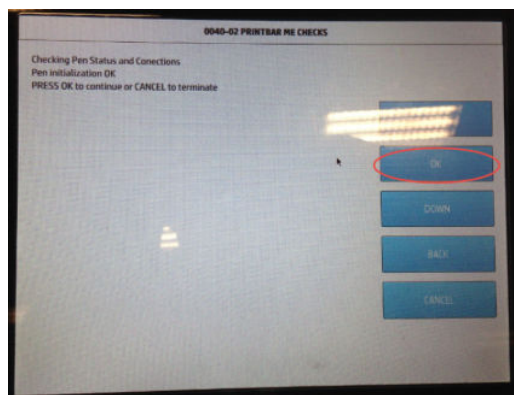 0040-02 PRINTBAR ME CHECKS
Checking Pen Status and Conections
Pen initialization OK
PRESS OK to continue or CANCEL to terminate
OK
DOWN
BACK
CANCEL